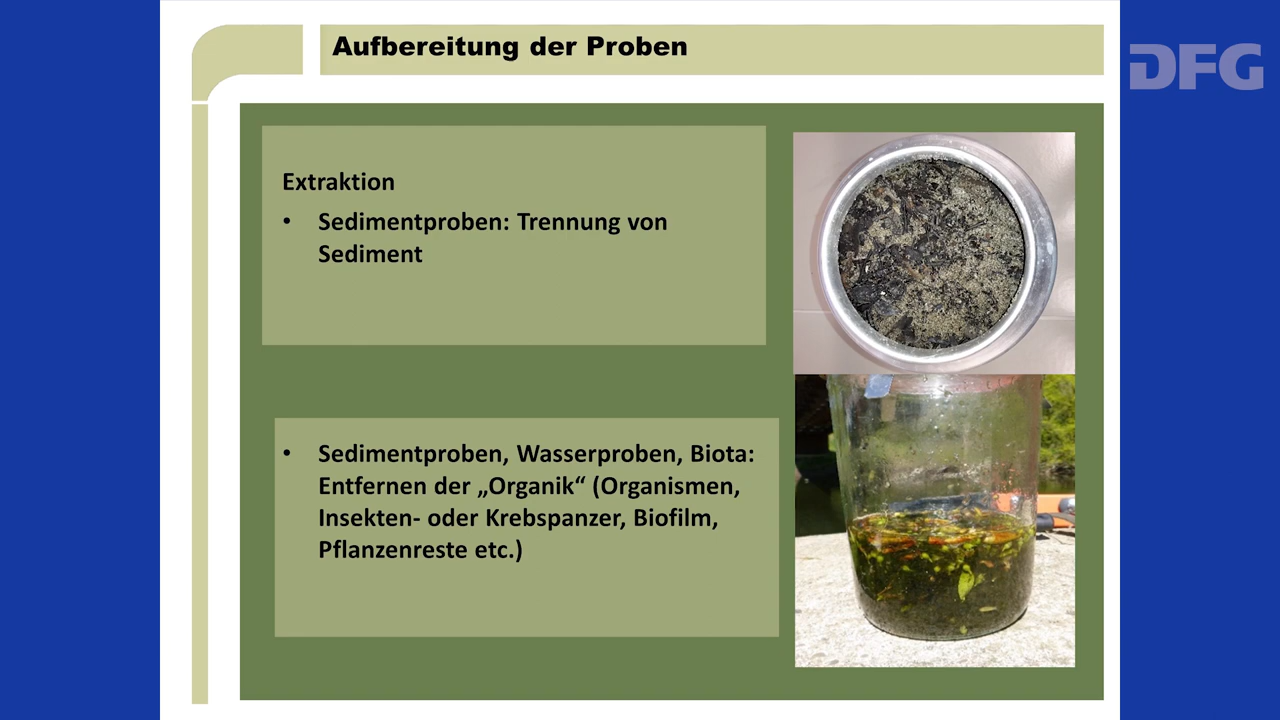 Aufbereitung der Proben
DFG
Extraktion
• Sedimentproben: Trennung von
Sediment
• Sedimentproben, Wasserproben, Biota:
Entfernen der „Organik“ (Organismen,
Insekten- oder Krebspanzer, Biofilm,
Pflanzenreste etc.)